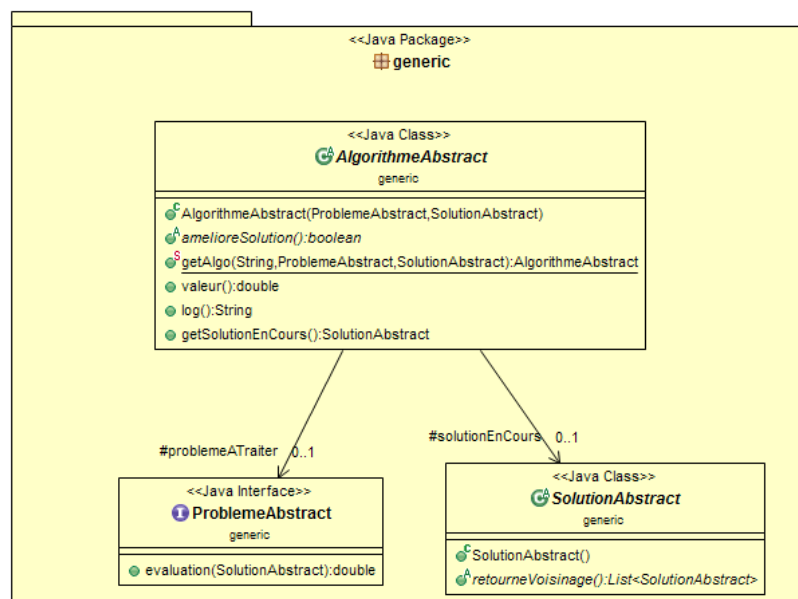 <<Java Package>>
generic
<<Java Class>>
AlgorithmeAbstract
generic
AlgorithmeAbstract(ProblemeAbstract,SolutionAbstract)
amelioreSolution():boolean
getAlgo(String,ProblemeAbstract,SolutionAbstract):AlgorithmeAbstract
valeur():double
log():String
getSolutionEnCours():SolutionAbstract
#problemeATraiter 0..1
#solutionEnCours 0..1
<<Java Interface>>
ProblemeAbstract
generic
evaluation(SolutionAbstract):double
<<Java Class>>
SolutionAbstract
generic
SolutionAbstract()
retourneVoisinage():List<SolutionAbstract>